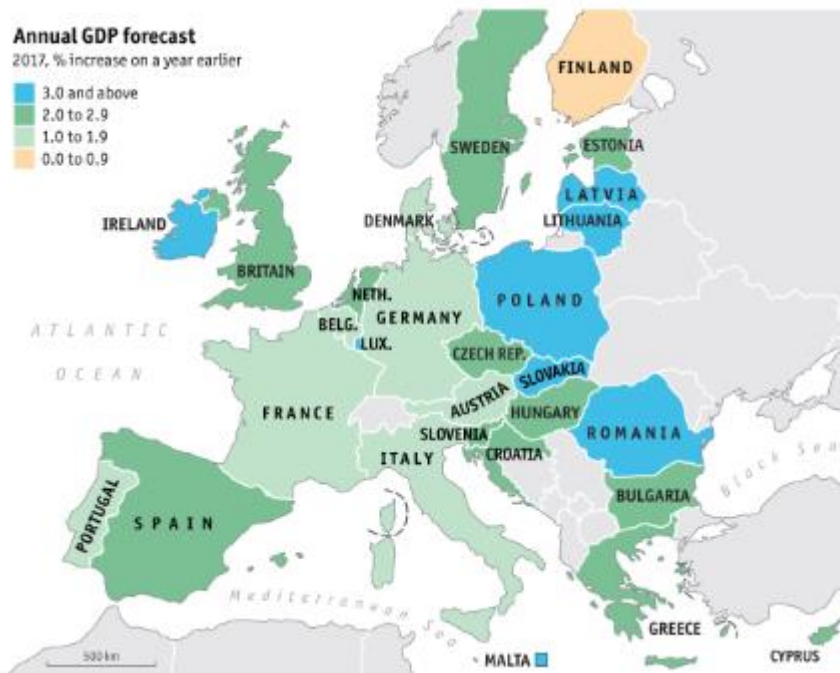 Annual GDP forecast
2017, % increase on a year earlier
3.0 and above
2.0 to 2.9
1.0 to 1.9
0.0 to 0.9
FINLAND
SWEDEN
ESTONIA
LATVIA
LITHUANIA
DENMARK
IRELAND
BRITAIN
NETH.
BELG.
GERMANY
POLAND
LUX.
CZECH REP.
SLOVAKIA
ATLANTIC
OCEAN
FRANCE
AUSTRIA
HUNGARY
SLOVENIA
ROMANIA
ITALY
CROATIA
Black Sea
BULGARIA
PORTUGAL
SPAIN
Mediterranean Sea
GREECE
CYPRUS
MALTA
500 km